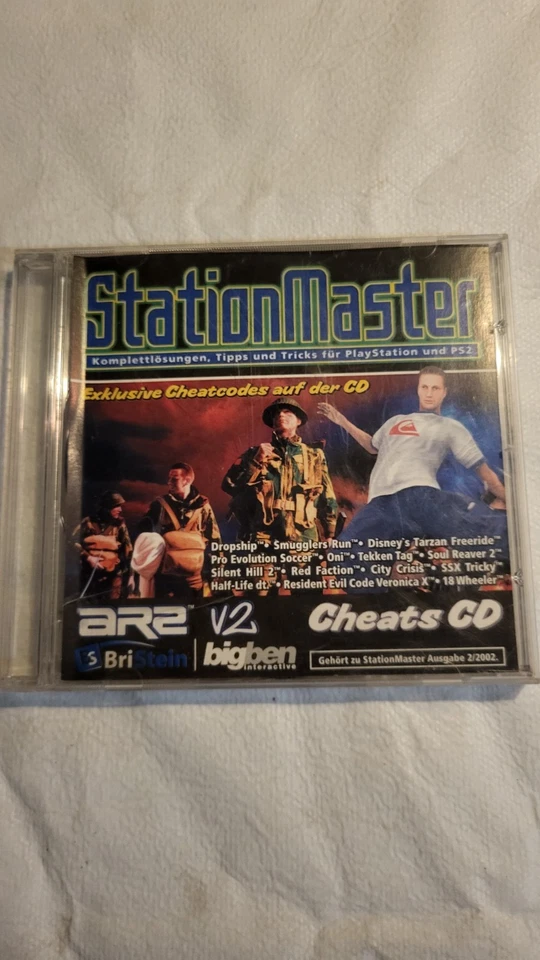 StationMaster
Komplettlösungen, Tipps und Tricks für PlayStation und PS2
Exklusive Cheatcodes auf der CD
Dropship™ • Smugglers Run™ • Disney's Tarzan Freeride™
Pro Evolution Soccer™ • Oni™ • Tekken Tag™ • Soul Reaver 2™
Silent Hill 2™ • Red Faction™ • City Crisis™ • SSX Tricky™
Half-Life dt.™ • Resident Evil Code Veronica X™ • 18 Wheeler™
AR2™ V2 Cheats CD
BriStein bigben
interactive
Gehört zu StationMaster Ausgabe 2/2002.